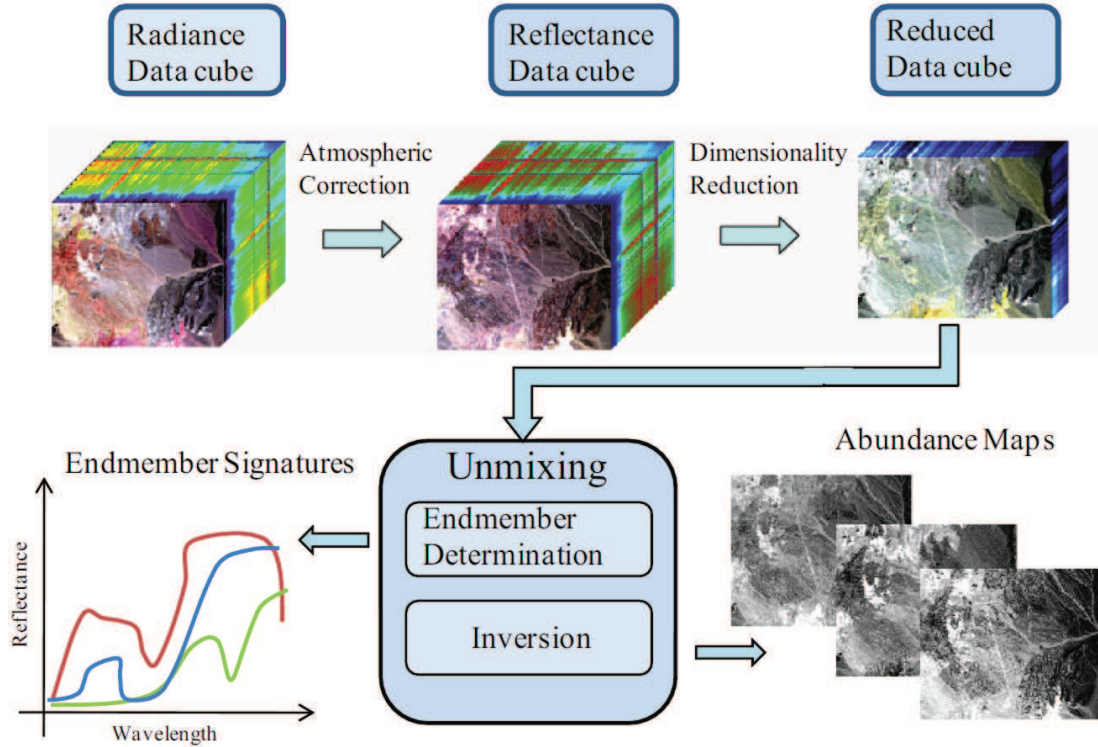 Radiance
Data cube
Reflectance
Data cube
Reduced
Data cube
Atmospheric
Correction
Dimensionality
Reduction
Endmember Signatures
Reflectance
Wavelength
Unmixing
Endmember
Determination
Inversion
Abundance Maps